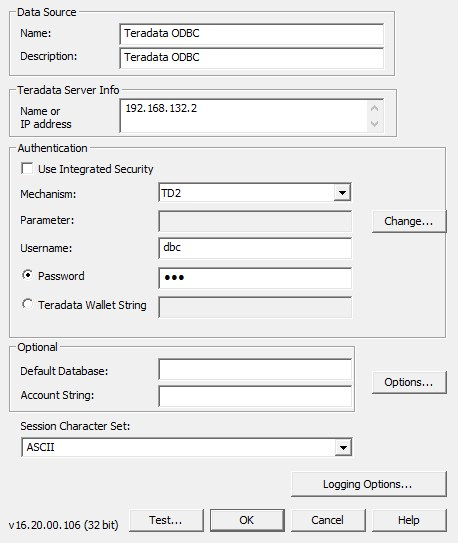 Data Source
Name: Teradata ODBC
Description: Teradata ODBC
Teradata Server Info
Name or
IP address
192.168.132.2
Authentication
Use Integrated Security
Mechanism: TD2
Parameter:
Change...
Username: dbc
Password ●●●
Teradata Wallet String
Optional
Default Database:
Account String:
Options...
Session Character Set:
ASCII
Logging Options...
v16.20.00.106 (32 bit) Test... OK Cancel Help